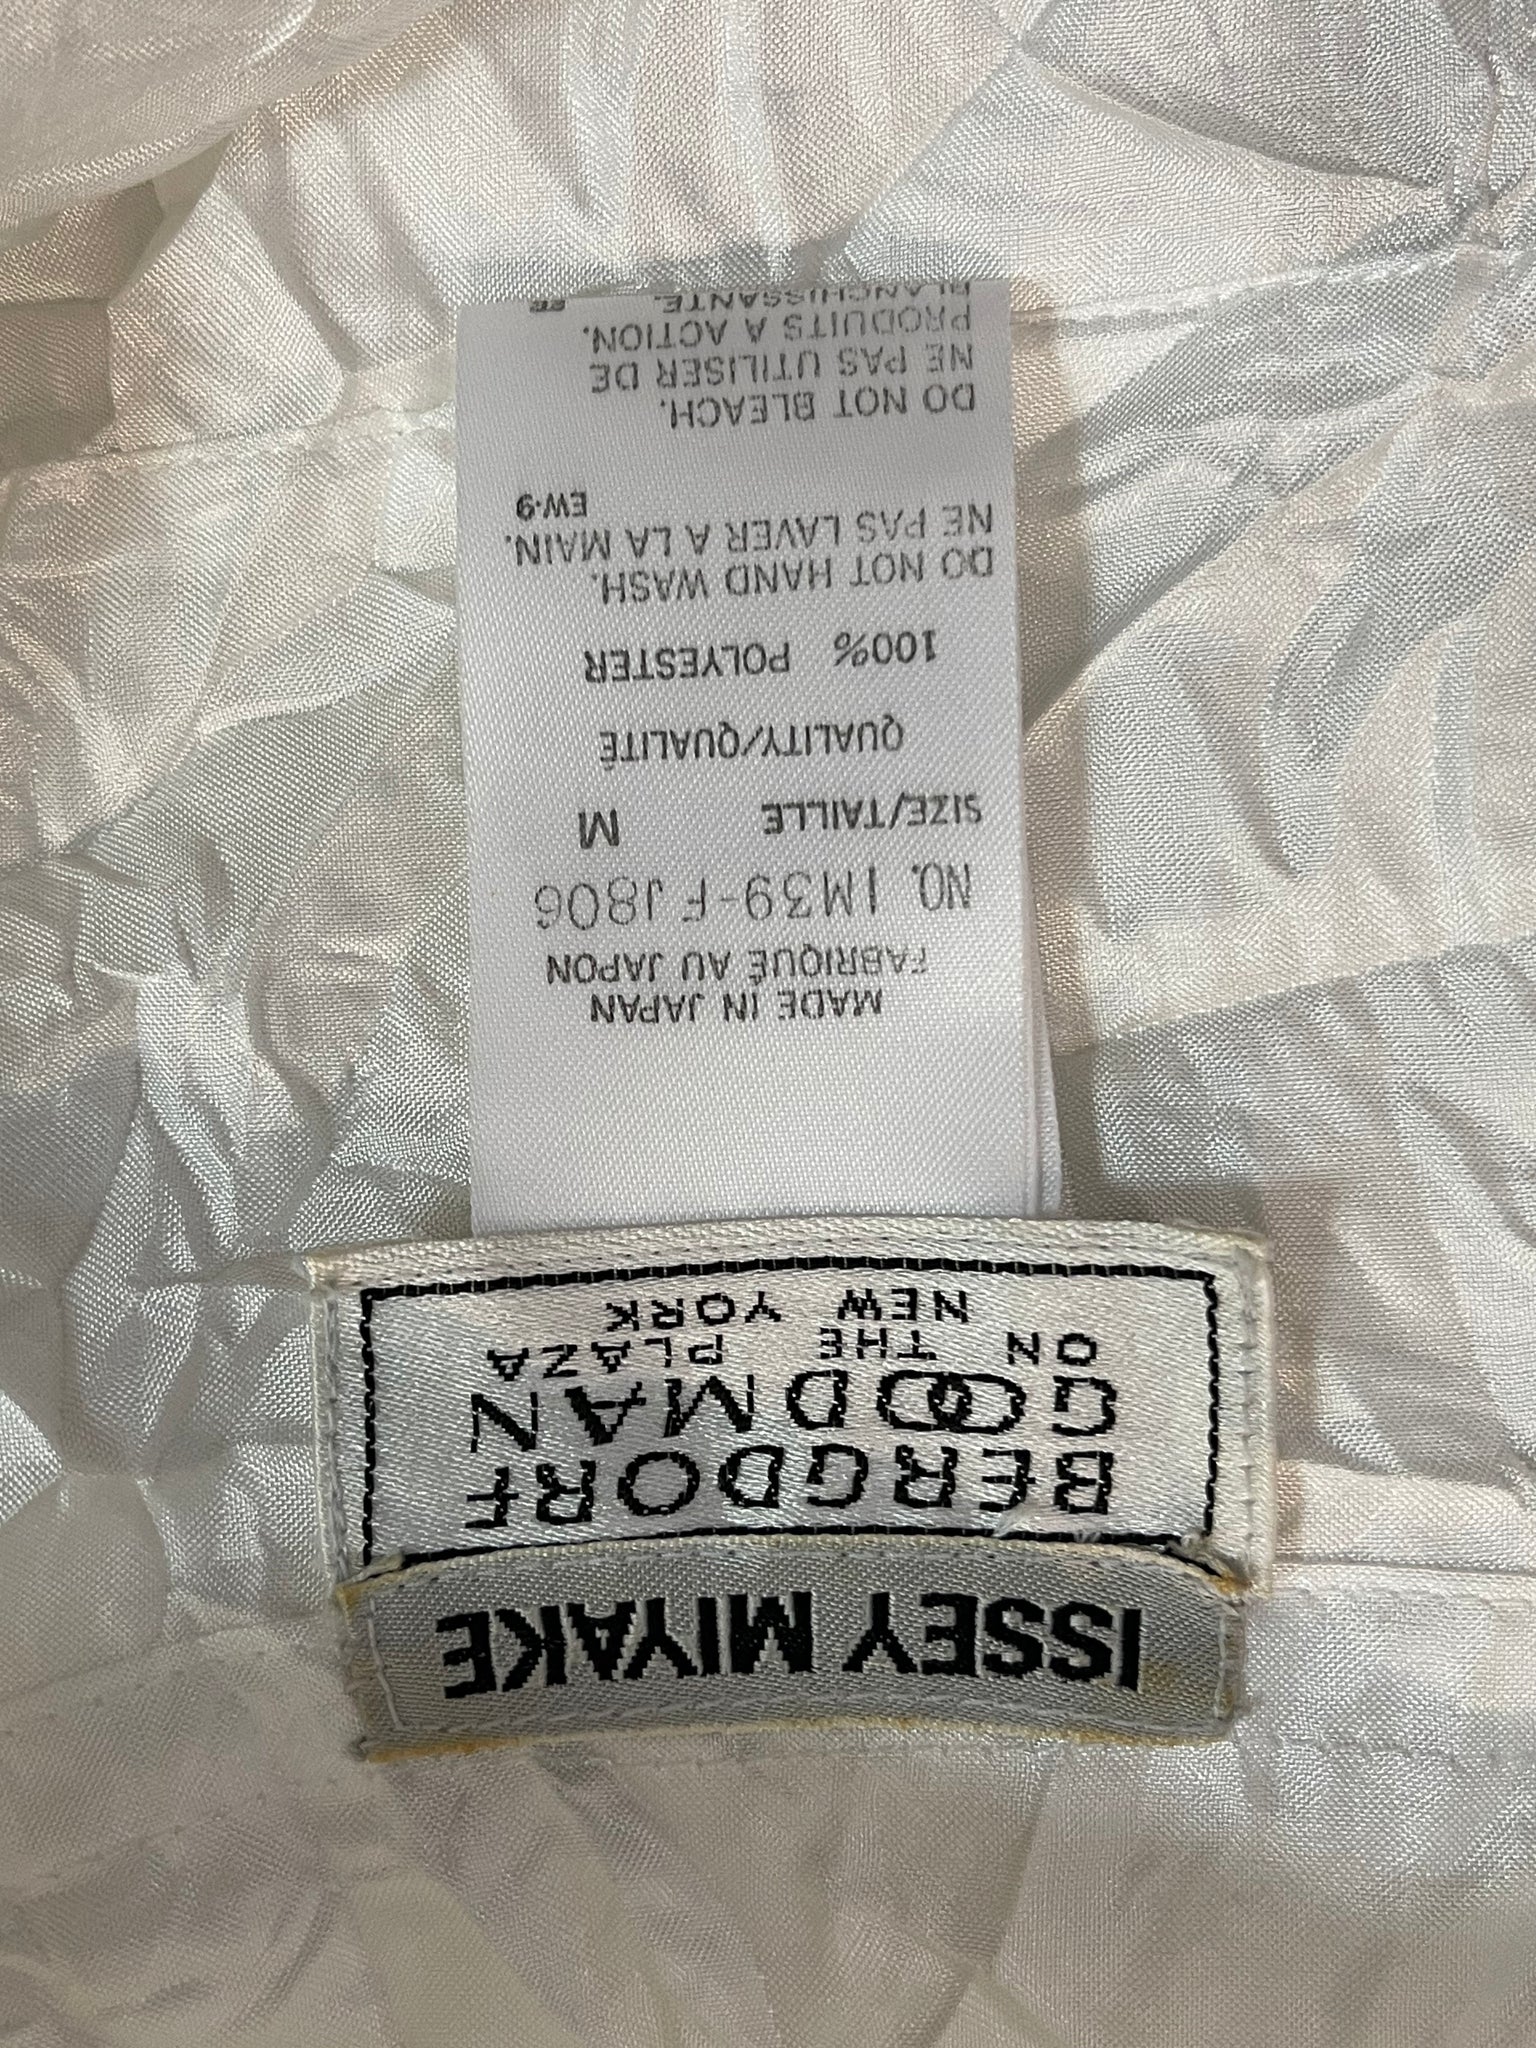 ISSEY MIYAKE
BERGDORF
GOODMAN
ON THE PLAZA
NEW YORK
MADE IN JAPAN
FABRIQUÉ AU JAPON
NO. IM39-FJ806
SIZE/TAILLE M
QUALITY/QUALITÉ
100% POLYESTER
DO NOT HAND WASH.
NE PAS LAVER A LA MAIN.
EW-9
DO NOT BLEACH.
NE PAS UTILISER DE
PRODUITS A ACTION.
BLANCHISSANTE.